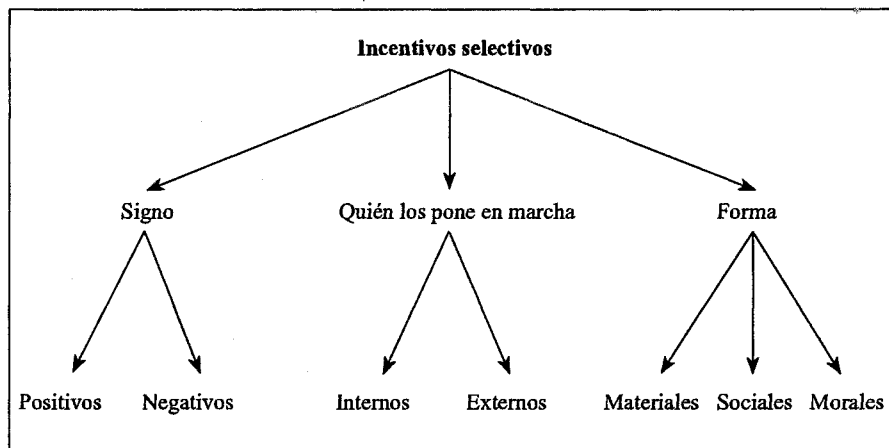 Incentivos selectivos
Signo Quién los pone en marcha Forma
Positivos Negativos Internos Externos Materiales Sociales Morales